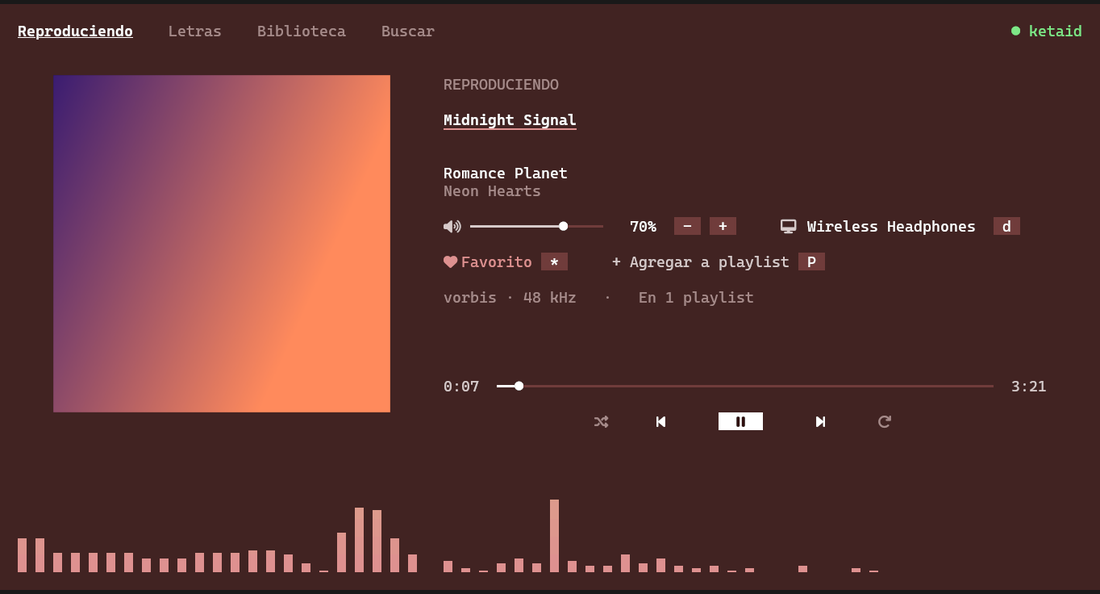 Reproduciendo Letras Biblioteca Buscar ketaid
REPRODUCIENDO
Midnight Signal
Romance Planet
Neon Hearts
70% − + Wireless Headphones d
Favorito * + Agregar a playlist P
vorbis · 48 kHz · En 1 playlist
0:07 3:21